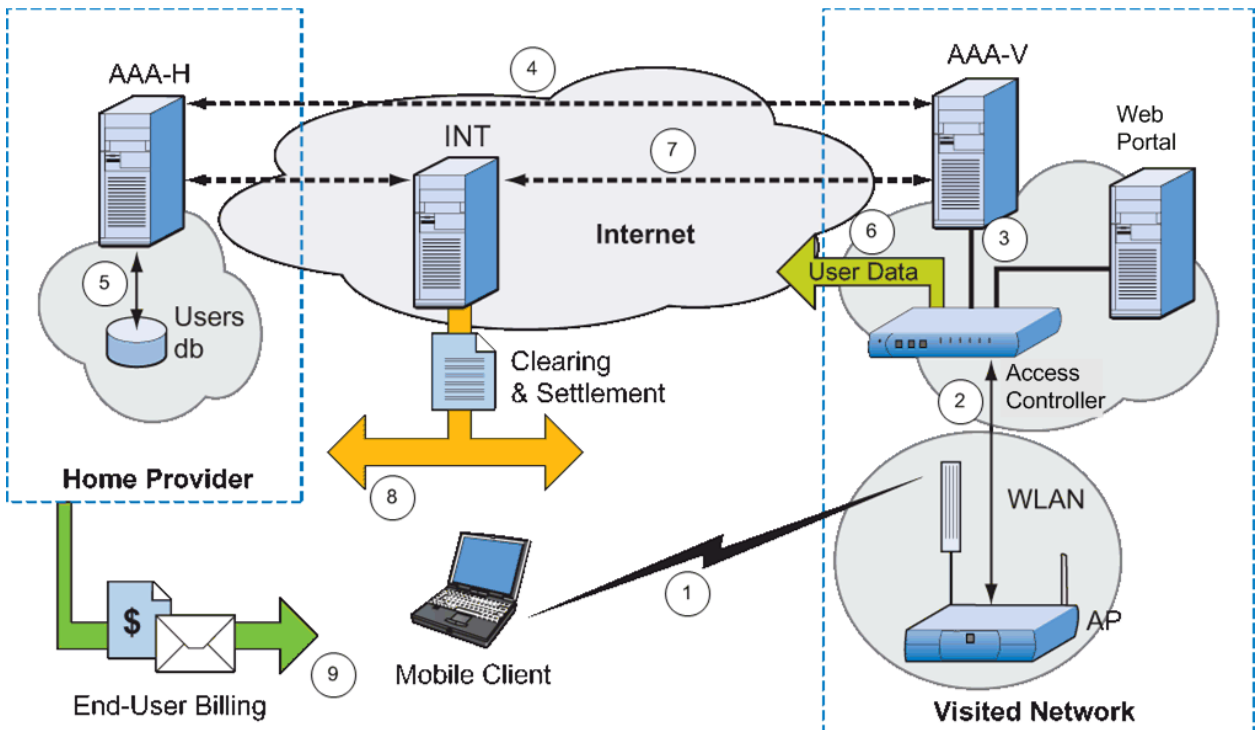 AAA-H
4
AAA-V
INT
Web
Portal
7
Internet
6
3
User Data
5
Users
db
Clearing
& Settlement
2
Access
Controller
Home Provider
8
WLAN
1
$
AP
9
Mobile Client
End-User Billing
Visited Network